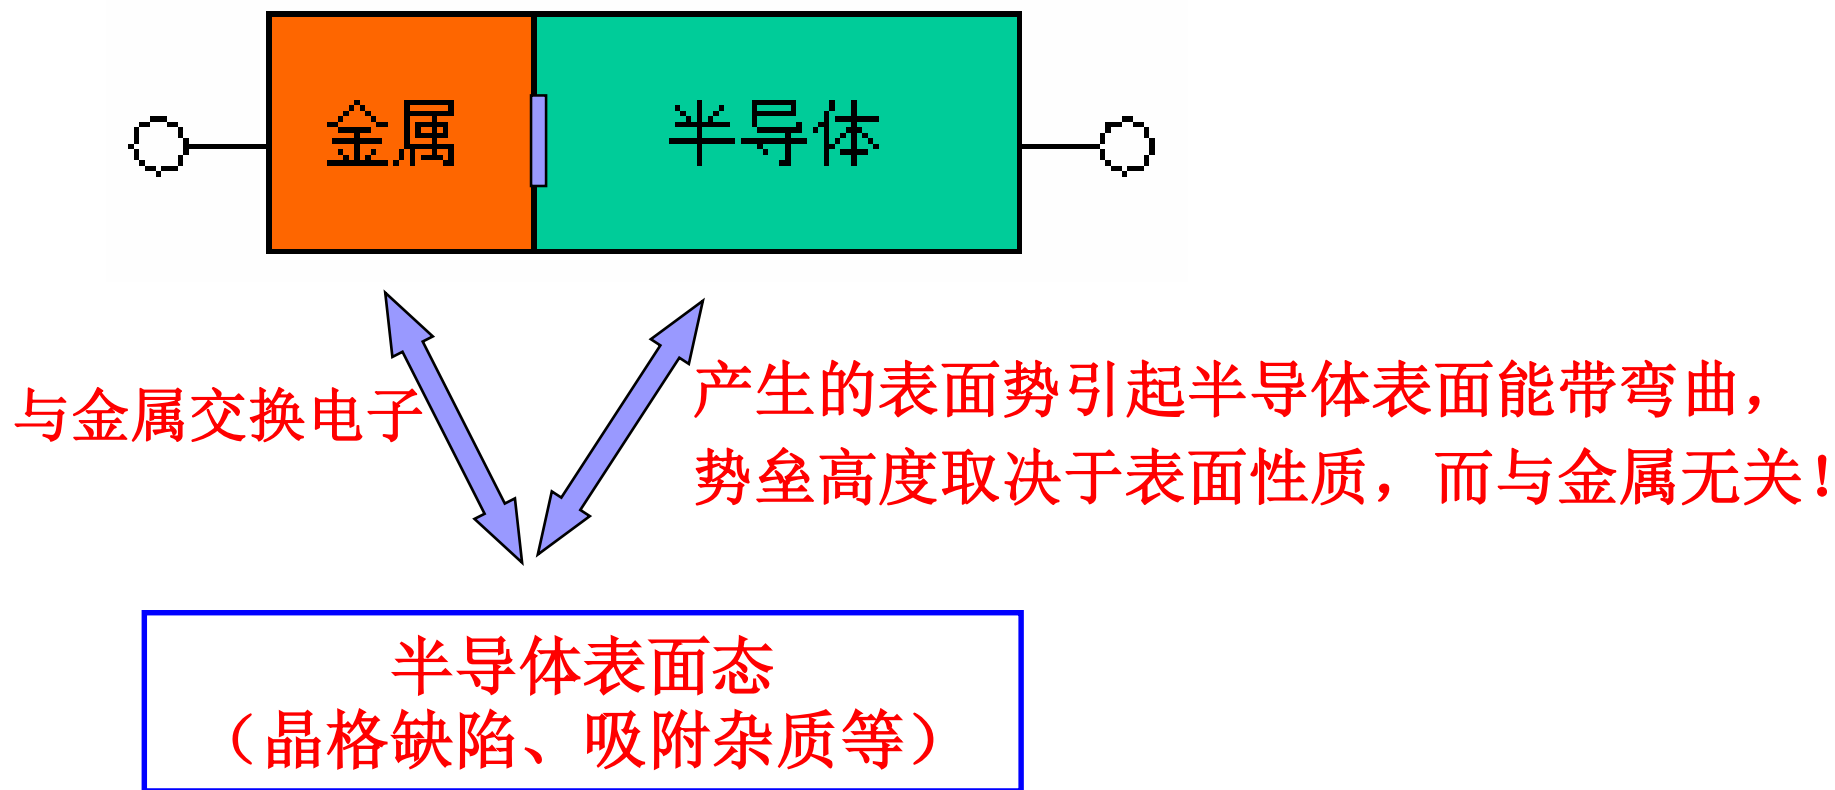 金属
半导体
与金属交换电子
产生的表面势引起半导体表面能带弯曲，
势垒高度取决于表面性质，而与金属无关！
半导体表面态
（晶格缺陷、吸附杂质等）